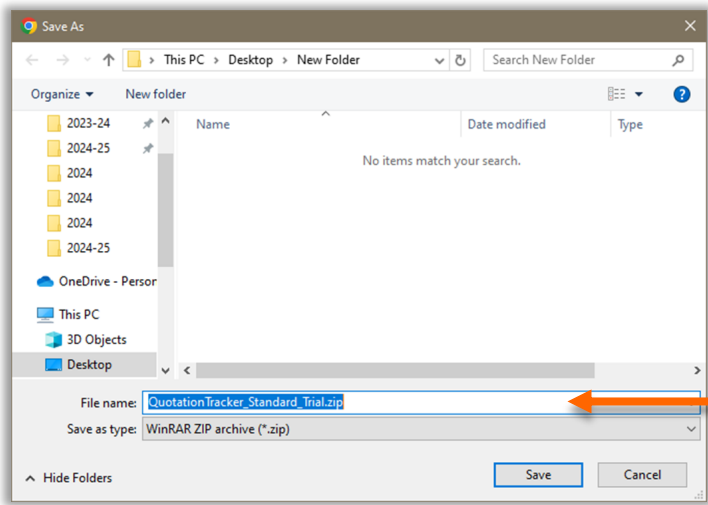 Save As
This PC > Desktop > New Folder
Search New Folder
Organize
New folder
2023-24
2024-25
2024
2024
2024
2024-25
OneDrive - Person
This PC
3D Objects
Desktop
Name
Date modified
Type
No items match your search.
File name: QuotationTracker_Standard_Trial.zip
Save as type: WinRAR ZIP archive (*.zip)
Hide Folders
Save
Cancel